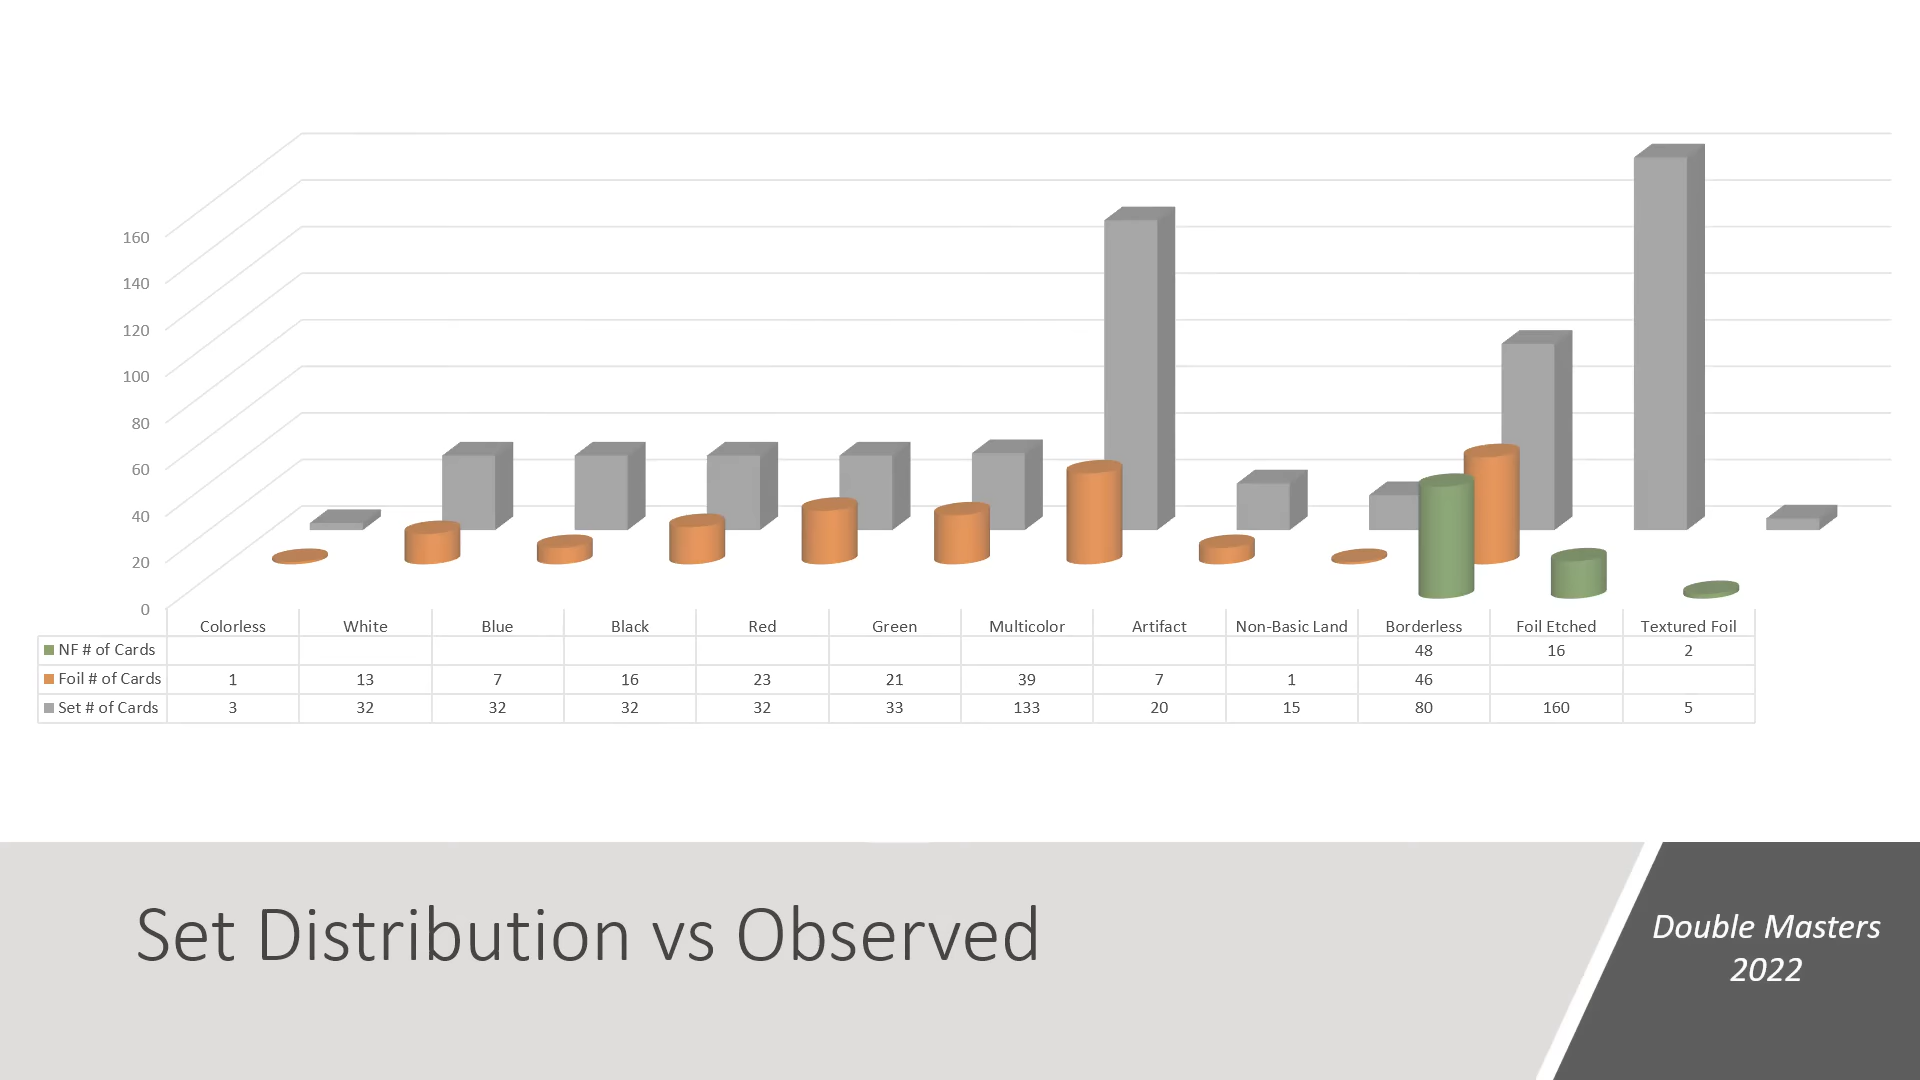 160
140
120
100
80
60
40
20
0
Colorless White Blue Black Red Green Multicolor Artifact Non-Basic Land Borderless Foil Etched Textured Foil
NF # of Cards 48 16 2
Foil # of Cards 1 13 7 16 23 21 39 7 1 46
Set # of Cards 3 32 32 32 32 33 133 20 15 80 160 5
Set Distribution vs Observed
Double Masters
2022